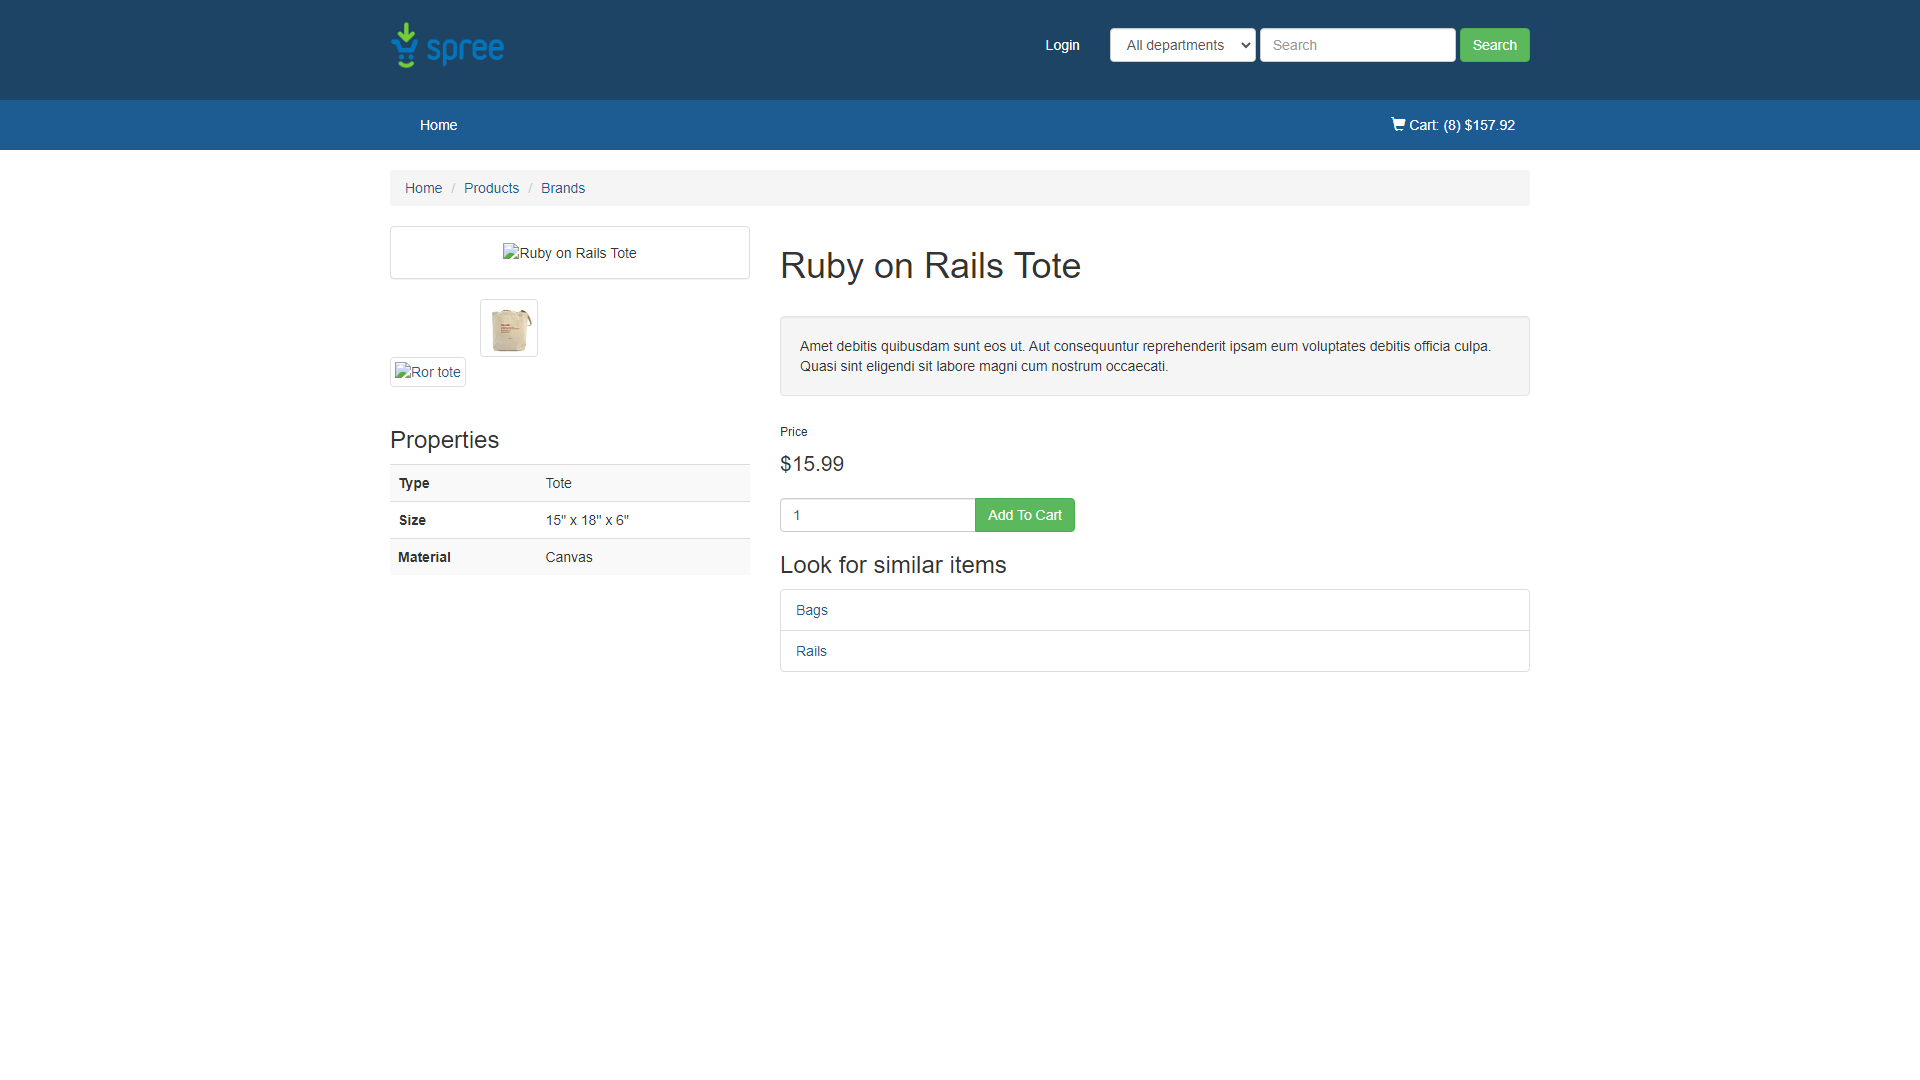 spree
Login
All departments
Search
Search
Home
Cart: (8) $157.92
Home / Products / Brands
Ruby on Rails Tote
Ror tote
Properties
Type Tote
Size 15" x 18" x 6"
Material Canvas
Ruby on Rails Tote
Amet debitis quibusdam sunt eos ut. Aut consequuntur reprehenderit ipsam eum voluptates debitis officia culpa.
Quasi sint eligendi sit labore magni cum nostrum occaecati.
Price
$15.99
1
Add To Cart
Look for similar items
Bags
Rails